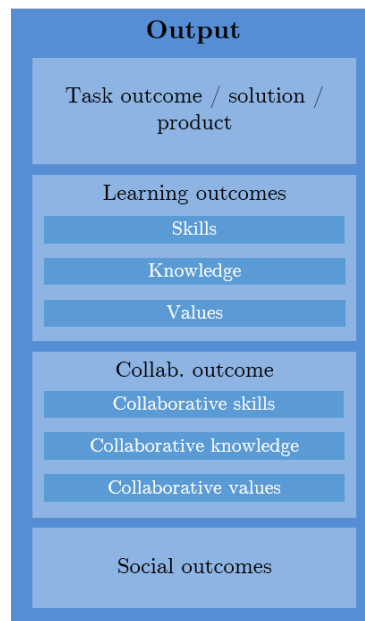 Output
Task outcome / solution /
product
Learning outcomes
Skills
Knowledge
Values
Collab. outcome
Collaborative skills
Collaborative knowledge
Collaborative values
Social outcomes